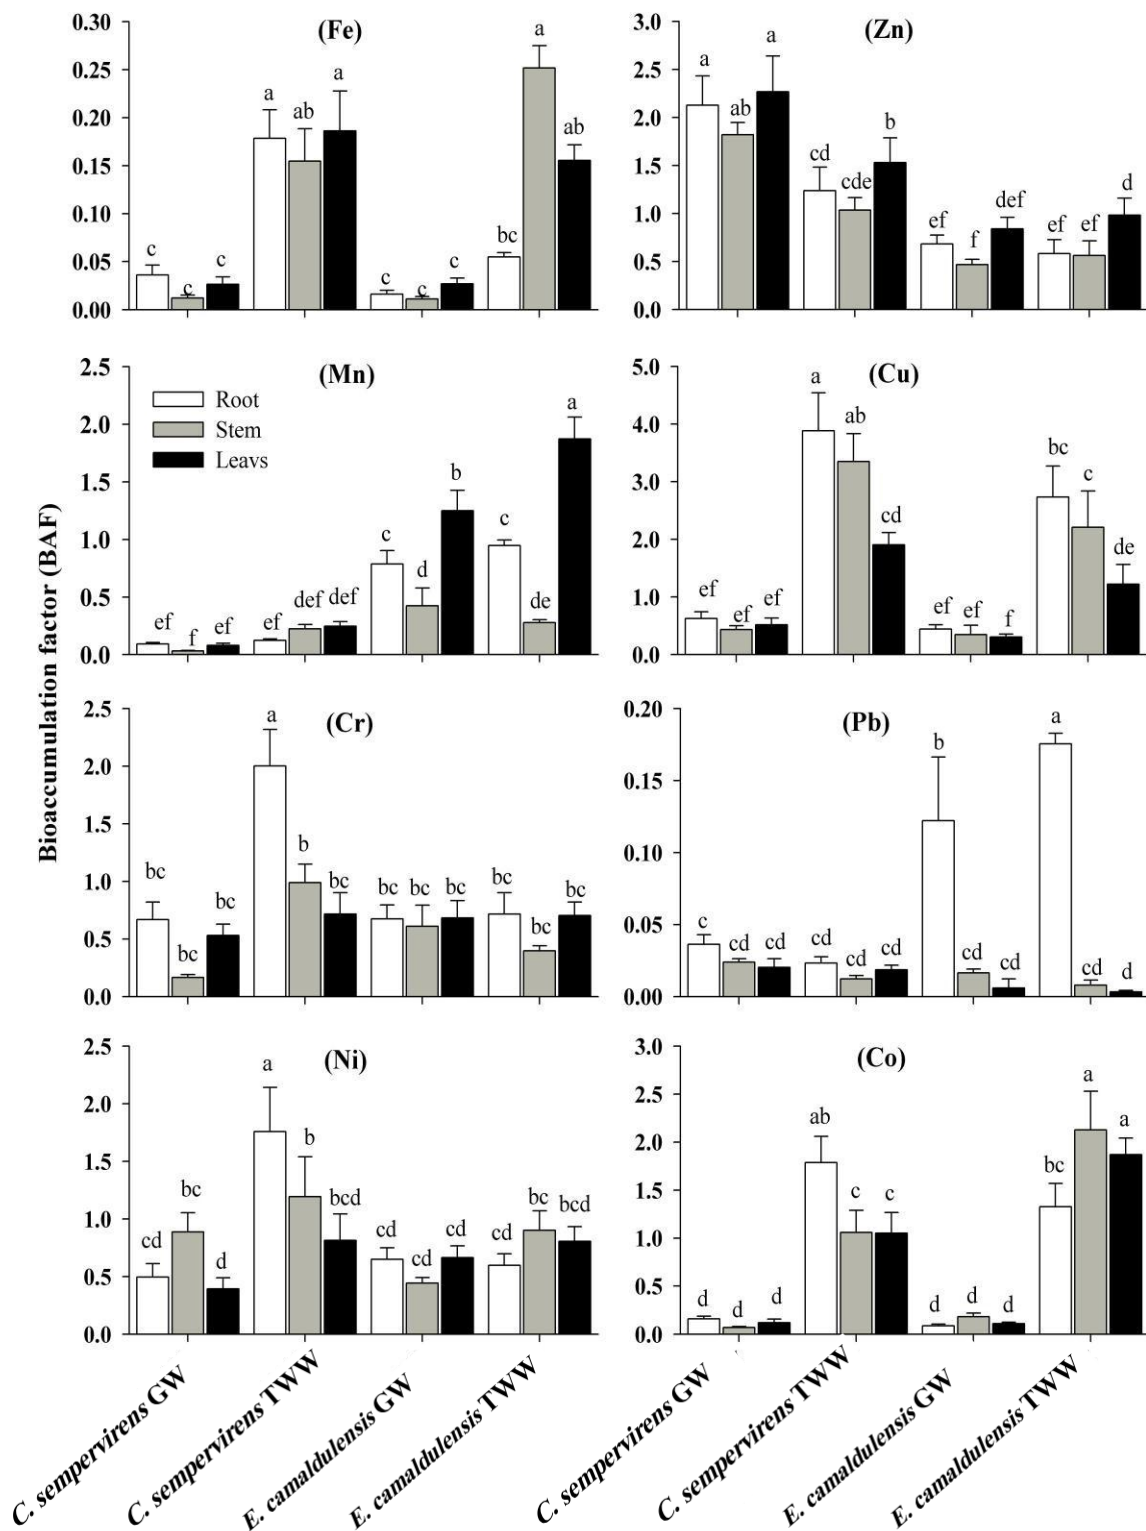 Bioaccumulation factor (BAF)
(Fe)
0.30
0.25
0.20
0.15
0.10
0.05
0.00
c c c
a ab a
c c c
bc a ab
(Zn)
3.0
2.5
2.0
1.5
1.0
0.5
0.0
a ab a
cd cde b
ef f def
ef ef d
(Mn)
2.5
2.0
1.5
1.0
0.5
0.0
Root
Stem
Leavs
ef f ef
ef def def
c d b
c de a
(Cu)
5.0
4.0
3.0
2.0
1.0
0.0
ef ef ef
a ab cd
ef ef f
bc c de
(Cr)
2.5
2.0
1.5
1.0
0.5
0.0
bc bc bc
a b bc
bc bc bc
bc bc bc
(Pb)
0.20
0.15
0.10
0.05
0.00
c cd cd
cd cd cd
b cd cd
a cd d
(Ni)
2.5
2.0
1.5
1.0
0.5
0.0
cd bc d
a b bcd
cd cd cd
cd bc bcd
(Co)
3.0
2.5
2.0
1.5
1.0
0.5
0.0
d d d
ab c c
d d d
bc a a
C. sempervirens GW
C. sempervirens TWW
E. camaldulensis GW
E. camaldulensis TWW
C. sempervirens GW
C. sempervirens TWW
E. camaldulensis GW
E. camaldulensis TWW